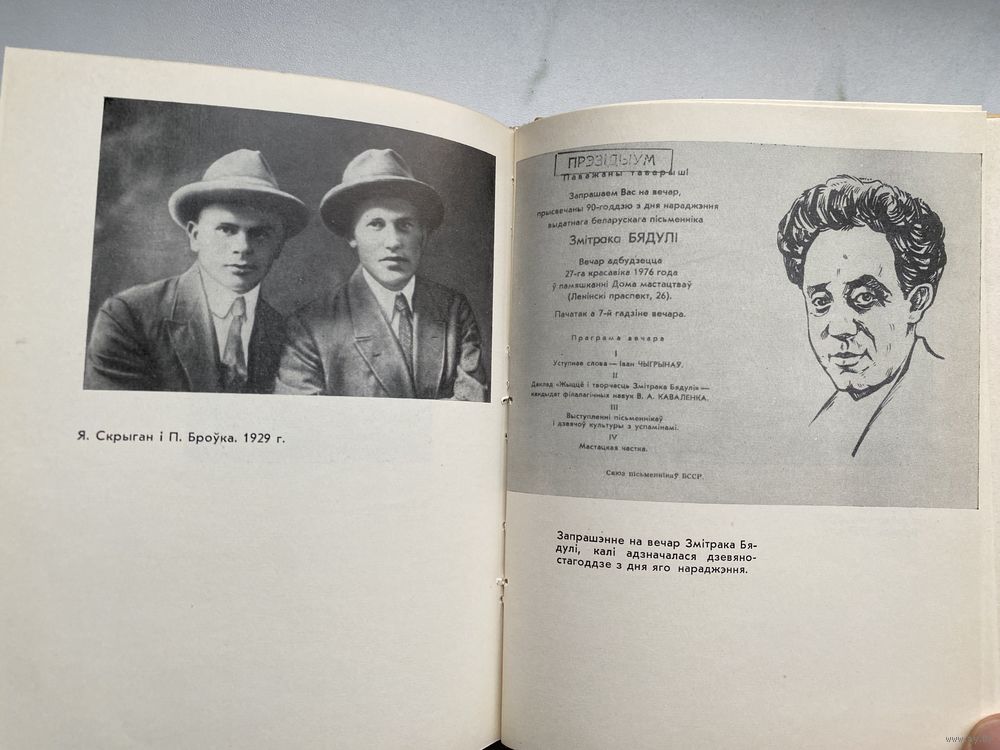 Я. Скрыган і П. Броўка. 1929 г.
ПРЭЗІДЫУМ
Паважаны таварыш!
Запрашаем Вас на вечар,
прысвечаны 90-годдзю з дня нараджэння
выдатнага беларускага пісьменніка
Змітрака БЯДУЛІ
Вечар адбудзецца
27-га красавіка 1976 года
ў памяшканні Дома мастацтваў
(Ленінскі праспект, 26).
Пачатак а 7-й гадзіне вечара.
Праграма вечара
I
Уступнае слова — Іван ЧЫГРЫНАЎ.
II
Даклад «Жыццё і творчасць Змітрака Бядулі» —
кандыдат філалагічных навук В. А. КАВАЛЕНКА.
III
Выступленні пісьменнікаў
і дзеячоў культуры з успамінамі.
IV
Мастацкая частка.
Саюз пісьменнікаў БССР.
Запрашэнне на вечар Змітрака Бя-
дулі, калі адзначалася дзевяно-
стагоддзе з дня яго нараджэння.